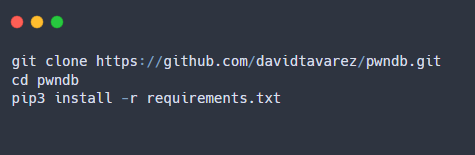 git clone https://github.com/davidtavarez/pwndb.git
cd pwndb
pip3 install -r requirements.txt